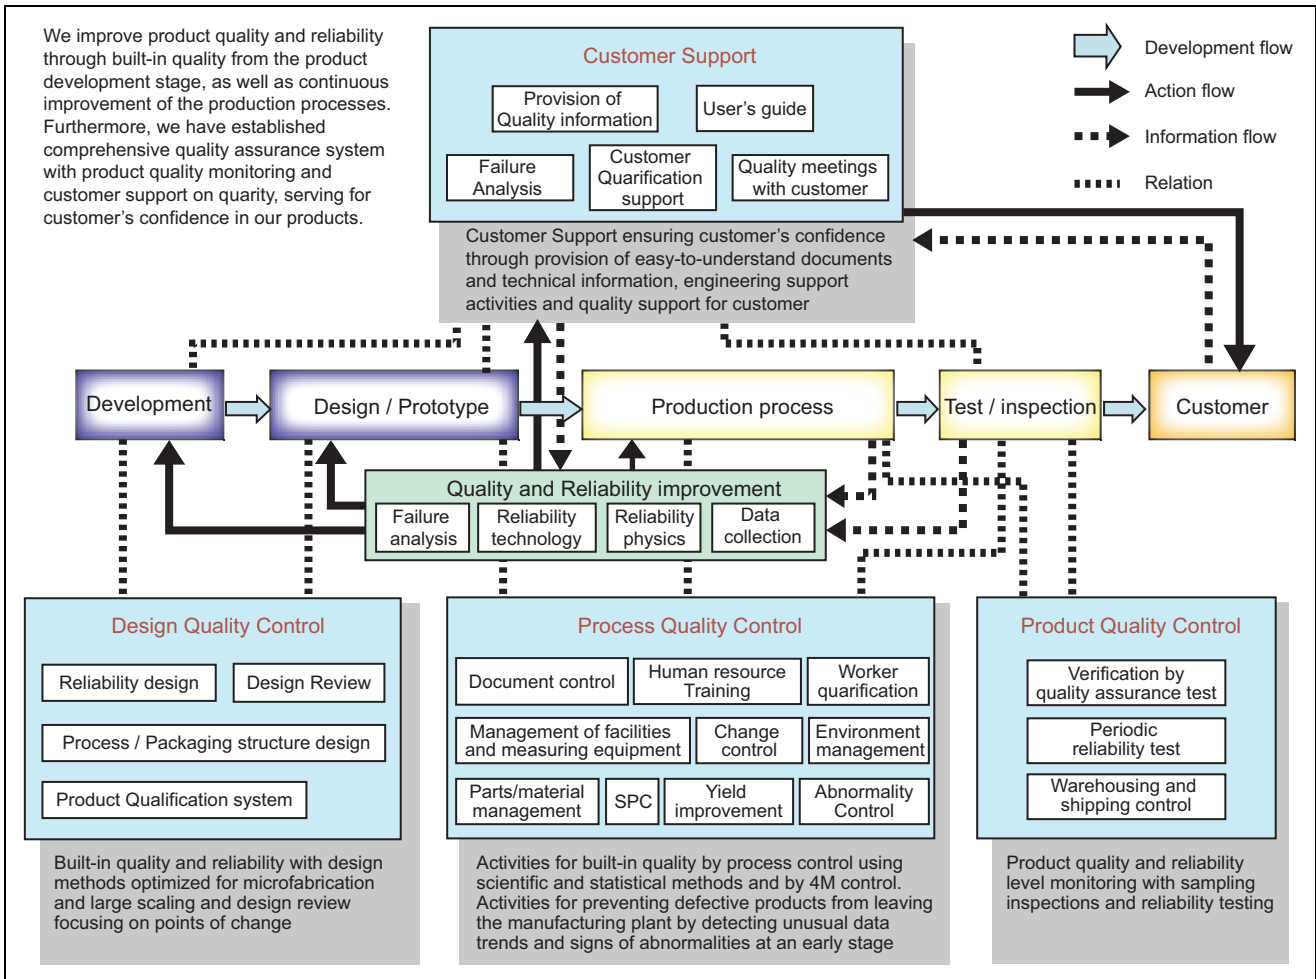 We improve product quality and reliability
through built-in quality from the product
development stage, as well as continuous
improvement of the production processes.
Furthermore, we have established
comprehensive quality assurance system
with product quality monitoring and
customer support on quarity, serving for
customer's confidence in our products.
Customer Support
Provision of
Quality information
User's guide
Failure
Analysis
Customer
Quarification
support
Quality meetings
with customer
Customer Support ensuring customer's confidence
through provision of easy-to-understand documents
and technical information, engineering support
activities and quality support for customer
Development flow
Action flow
Information flow
Relation
Development
Design / Prototype
Production process
Test / inspection
Customer
Quality and Reliability improvement
Failure
analysis
Reliability
technology
Reliability
physics
Data
collection
Design Quality Control
Reliability design
Design Review
Process / Packaging structure design
Product Qualification system
Built-in quality and reliability with design
methods optimized for microfabrication
and large scaling and design review
focusing on points of change
Process Quality Control
Document control
Human resource
Training
Worker
quarification
Management of facilities
and measuring equipment
Change
control
Environment
management
Parts/material
management
SPC
Yield
improvement
Abnormality
Control
Activities for built-in quality by process control using
scientific and statistical methods and by 4M control.
Activities for preventing defective products from leaving
the manufacturing plant by detecting unusual data
trends and signs of abnormalities at an early stage
Product Quality Control
Verification by
quality assurance test
Periodic
reliability test
Warehousing and
shipping control
Product quality and reliability
level monitoring with sampling
inspections and reliability testing